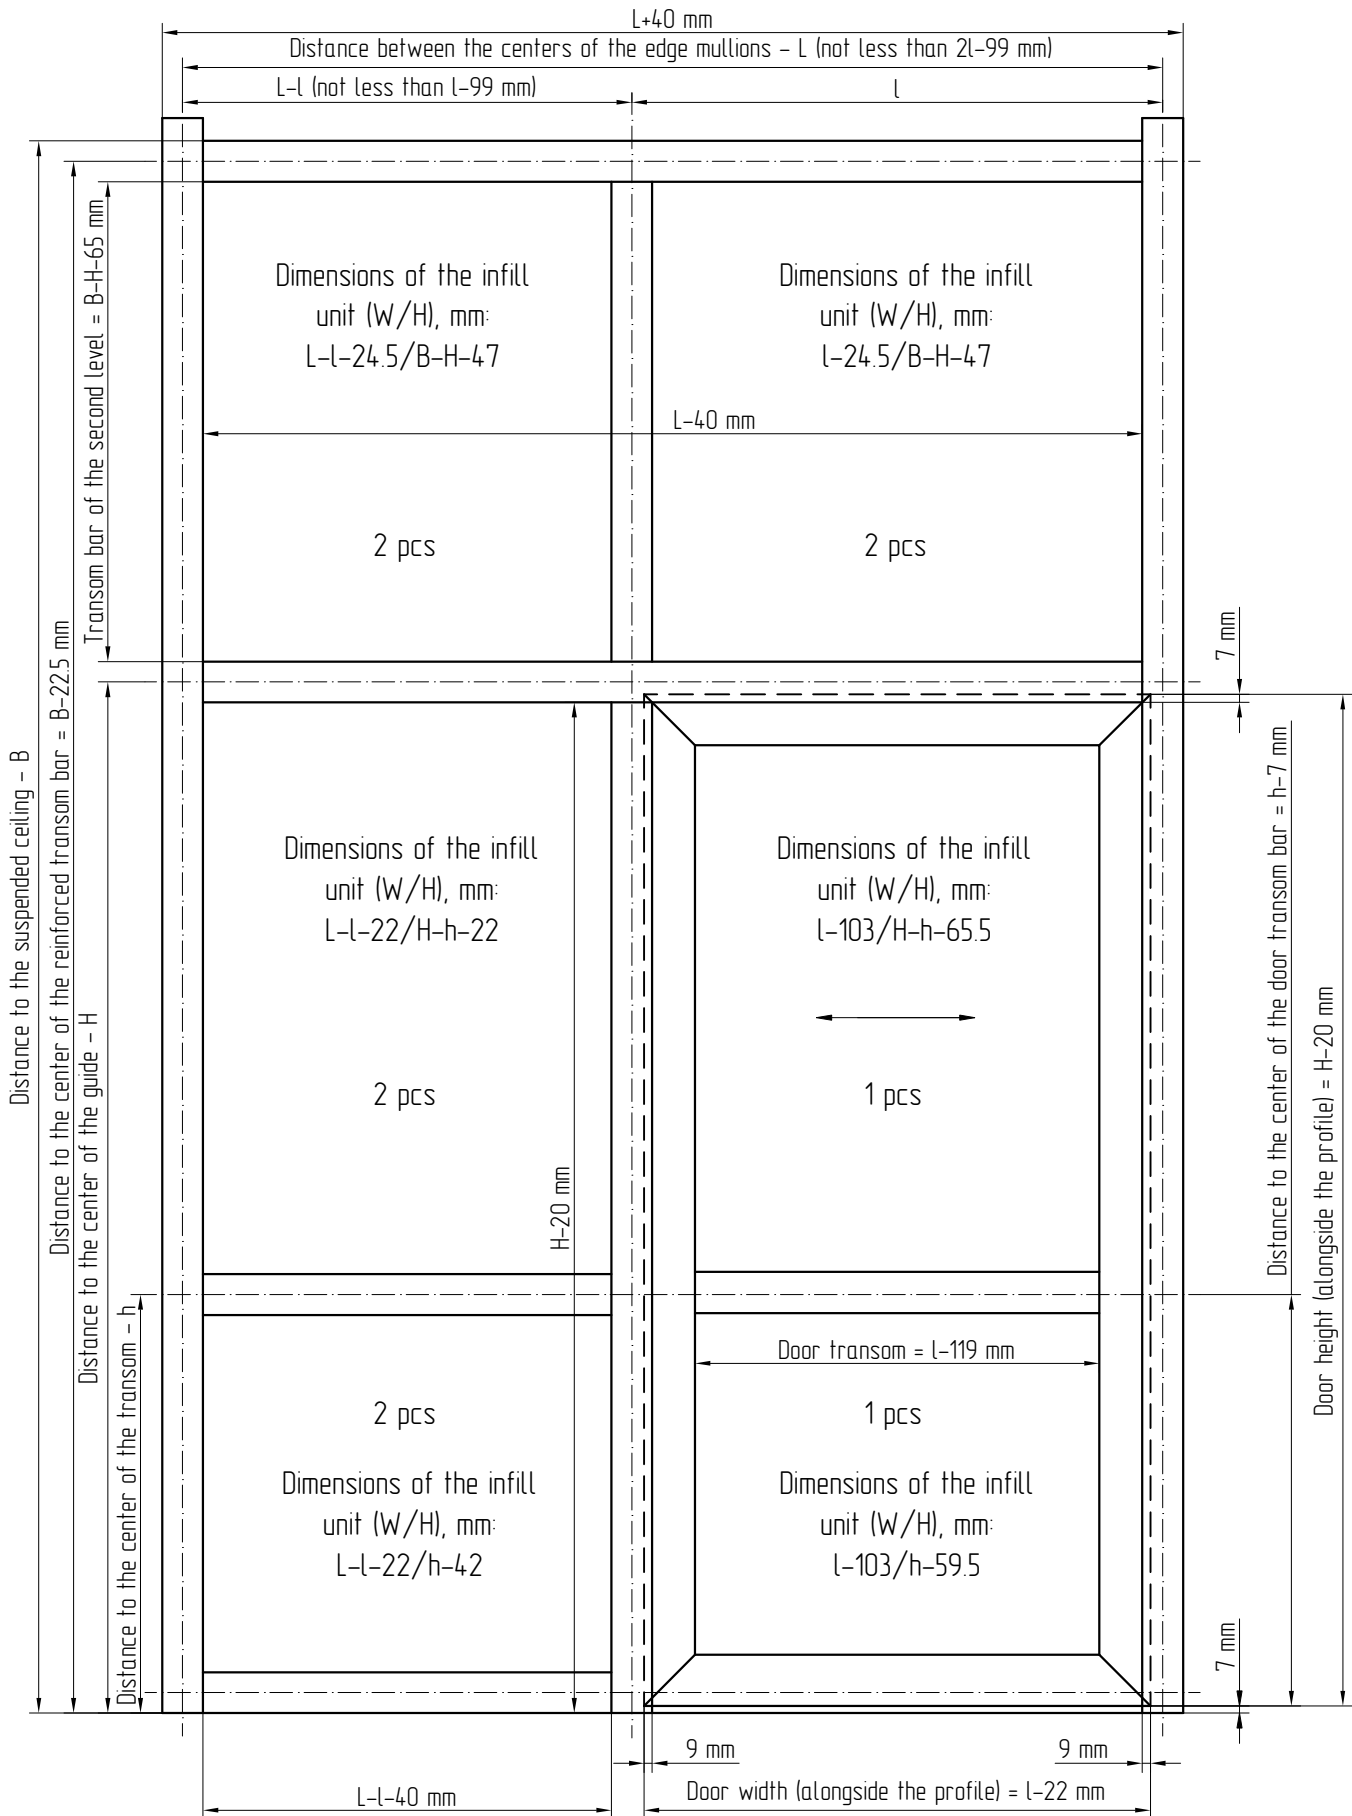 L+40 mm
Distance between the centers of the edge mullions – L (not less than 2l–99 mm)
L–l (not less than l–99 mm)
l
Dimensions of the infill
unit (W/H), mm:
L–l–24.5/B–H–47
Dimensions of the infill
unit (W/H), mm:
l–24.5/B–H–47
L–40 mm
2 pcs
2 pcs
Transom bar of the second level = B–H–65 mm
Distance to the suspended ceiling – B
Distance to the center of the reinforced transom bar = B–22.5 mm
Distance to the center of the guide – H
Distance to the center of the transom – h
7 mm
Dimensions of the infill
unit (W/H), mm:
L–l–22/H–h–22
Dimensions of the infill
unit (W/H), mm:
l–103/H–h–65.5
2 pcs
1 pcs
H–20 mm
Distance to the center of the door transom bar = h–7 mm
Door height (alongside the profile) = H–20 mm
Door transom = l–119 mm
2 pcs
1 pcs
Dimensions of the infill
unit (W/H), mm:
L–l–22/h–42
Dimensions of the infill
unit (W/H), mm:
l–103/h–59.5
7 mm
9 mm
9 mm
L–l–40 mm
Door width (alongside the profile) = l–22 mm